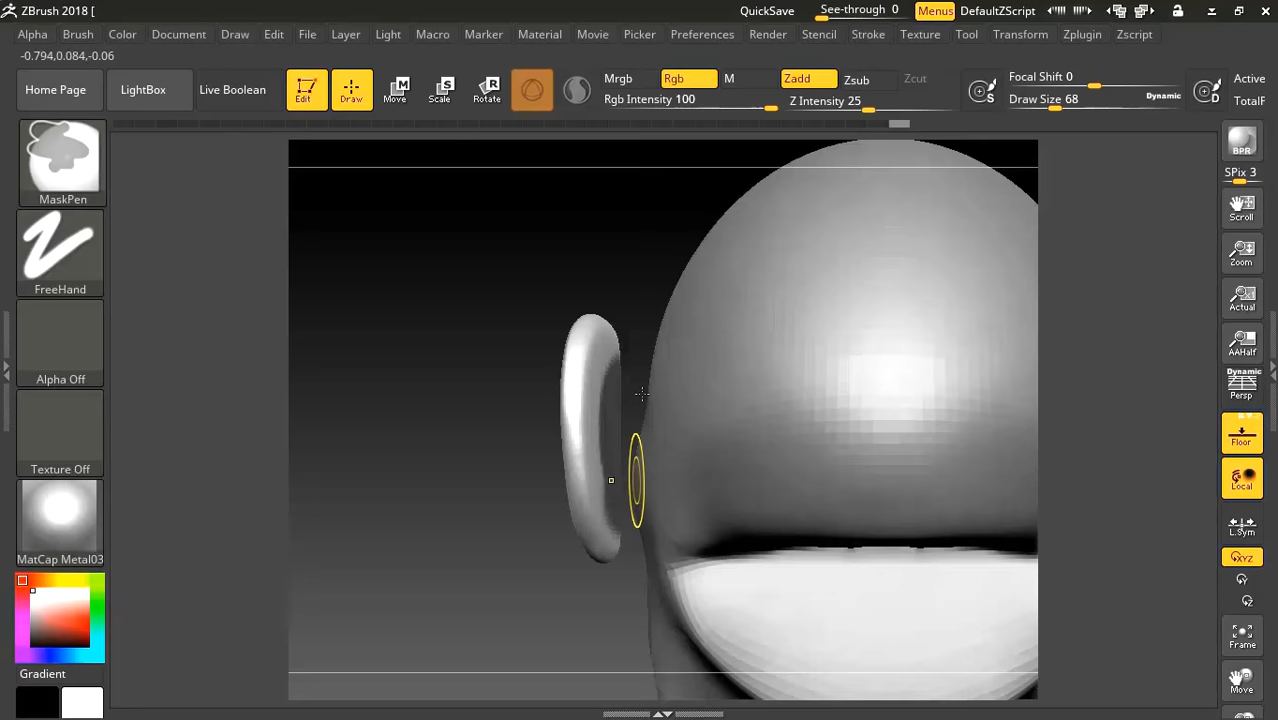 ZBrush 2018 [
QuickSave
See-through 0
Menus
DefaultZScript
Alpha
Brush
Color
Document
Draw
Edit
File
Layer
Light
Macro
Marker
Material
Movie
Picker
Preferences
Render
Stencil
Stroke
Texture
Tool
Transform
Zplugin
Zscript
-0.794,0.084,-0.06
Home Page
LightBox
Live Boolean
Edit
Draw
M
Move
S
Scale
R
Rotate
Mrgb
Rgb
M
Zadd
Zsub
Zcut
Rgb Intensity 100
Z Intensity 25
S
Focal Shift 0
Draw Size 68
Dynamic
D
Active
TotalF
MaskPen
FreeHand
Alpha Off
Texture Off
MatCap Metal03
Gradient
BPR
SPix 3
Scroll
Zoom
Actual
AAHalf
Dynamic
Persp
Floor
Local
L.Sym
XYZ
Y
Z
Frame
Move